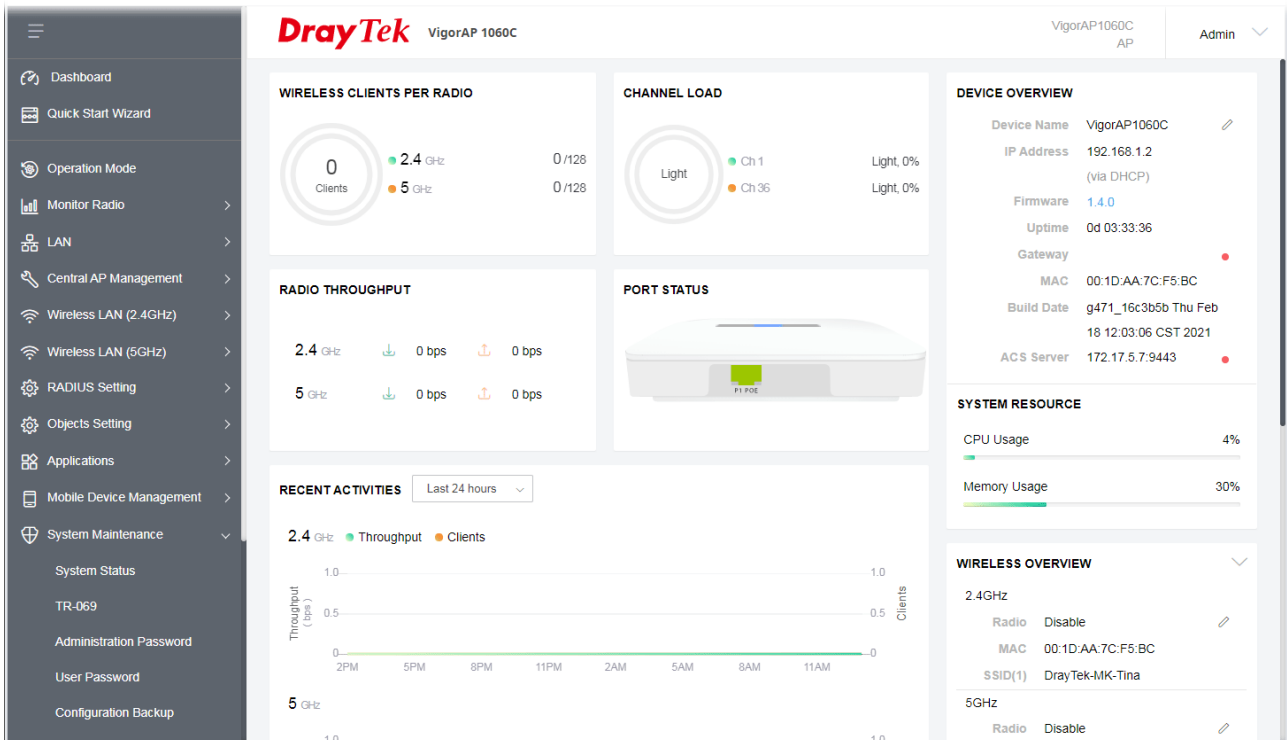 DrayTek VigorAP 1060C
VigorAP1060C
AP
Admin
Dashboard
Quick Start Wizard
Operation Mode
Monitor Radio
LAN
Central AP Management
Wireless LAN (2.4GHz)
Wireless LAN (5GHz)
RADIUS Setting
Objects Setting
Applications
Mobile Device Management
System Maintenance
System Status
TR-069
Administration Password
User Password
Configuration Backup
WIRELESS CLIENTS PER RADIO
0
Clients
2.4 GHz 0/128
5 GHz 0/128
CHANNEL LOAD
Light
Ch 1 Light, 0%
Ch 36 Light, 0%
RADIO THROUGHPUT
2.4 GHz 0 bps 0 bps
5 GHz 0 bps 0 bps
PORT STATUS
P1 POE
RECENT ACTIVITIES Last 24 hours
2.4 GHz Throughput Clients
Throughput
( bps )
1.0 1.0
0.5 0.5
0 0
Clients
2PM 5PM 8PM 11PM 2AM 5AM 8AM 11AM
5 GHz
1.0 1.0
DEVICE OVERVIEW
Device Name VigorAP1060C
IP Address 192.168.1.2
(via DHCP)
Firmware 1.4.0
Uptime 0d 03:33:36
Gateway
MAC 00:1D:AA:7C:F5:BC
Build Date g471_16c3b5b Thu Feb
18 12:03:06 CST 2021
ACS Server 172.17.5.7:9443
SYSTEM RESOURCE
CPU Usage 4%
Memory Usage 30%
WIRELESS OVERVIEW
2.4GHz
Radio Disable
MAC 00:1D:AA:7C:F5:BC
SSID(1) DrayTek-MK-Tina
5GHz
Radio Disable